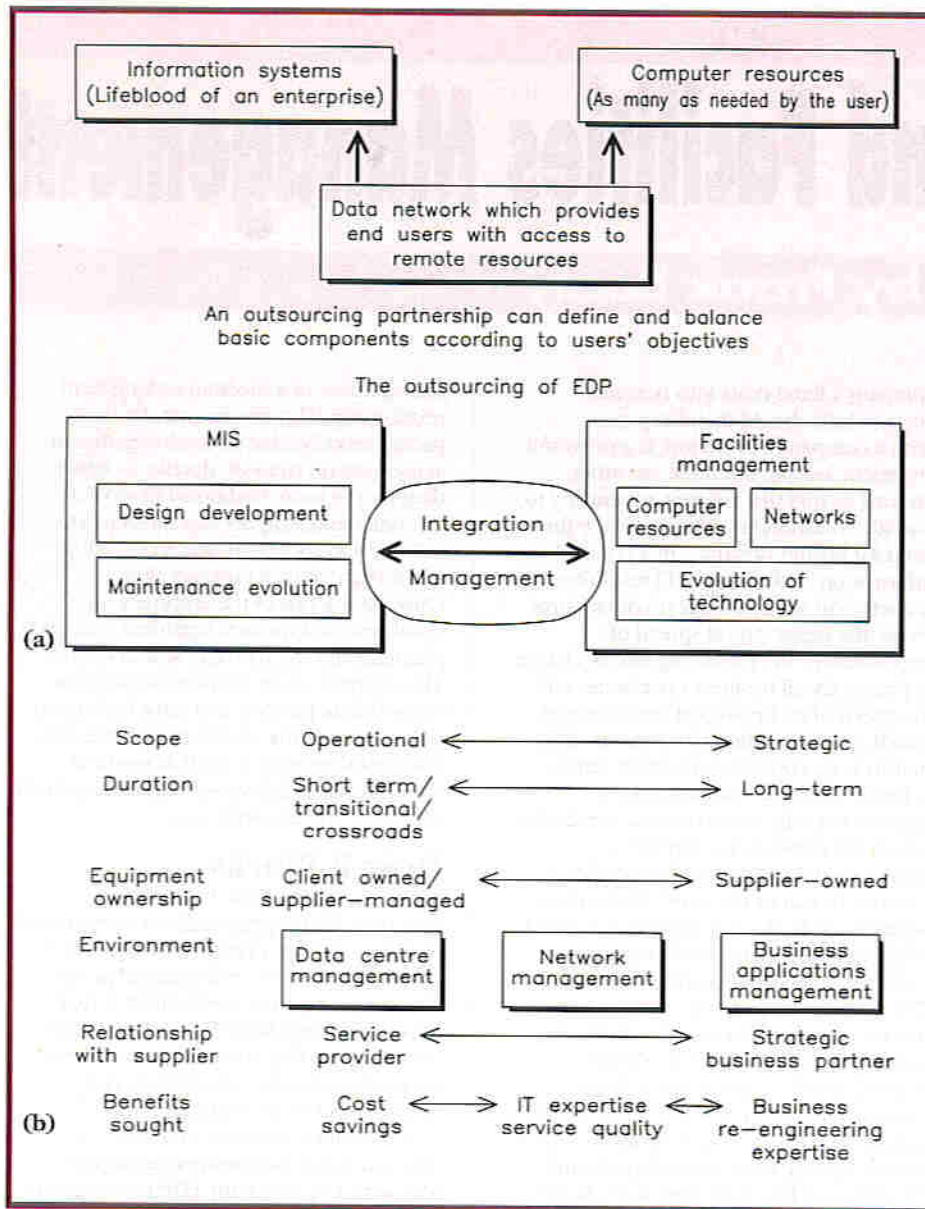 Information systems
(Lifeblood of an enterprise)
Computer resources
(As many as needed by the user)
Data network which provides
end users with access to
remote resources
An outsourcing partnership can define and balance
basic components according to users' objectives
The outsourcing of EDP
MIS
Design development
Maintenance evolution
Integration
Management
Facilities
management
Computer
resources
Networks
Evolution of
technology
(a)
Scope
Operational
Strategic
Duration
Short term/
transitional/
crossroads
Long-term
Equipment
ownership
Client owned/
supplier-managed
Supplier-owned
Environment
Data centre
management
Network
management
Business
applications
management
Relationship
with supplier
Service
provider
Strategic
business partner
(b)
Benefits
sought
Cost
savings
IT expertise
service quality
Business
re-engineering
expertise